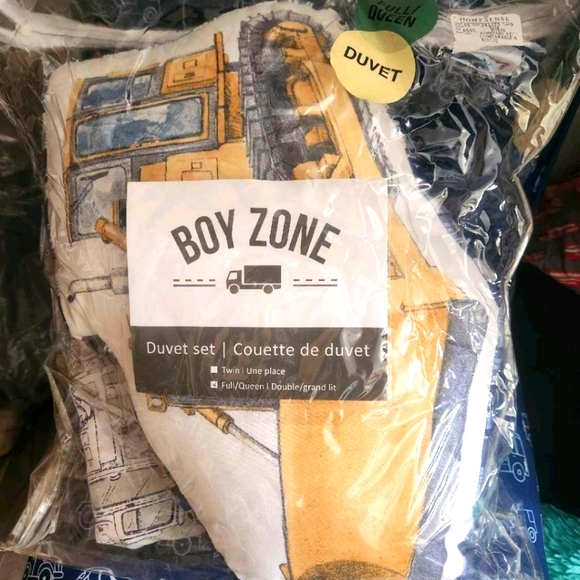 FULL/
QUEEN
DUVET
HOMESENSE
BOY ZONE
Duvet set | Couette de duvet
Twin | Une place
Full/Queen | Double/grand lit